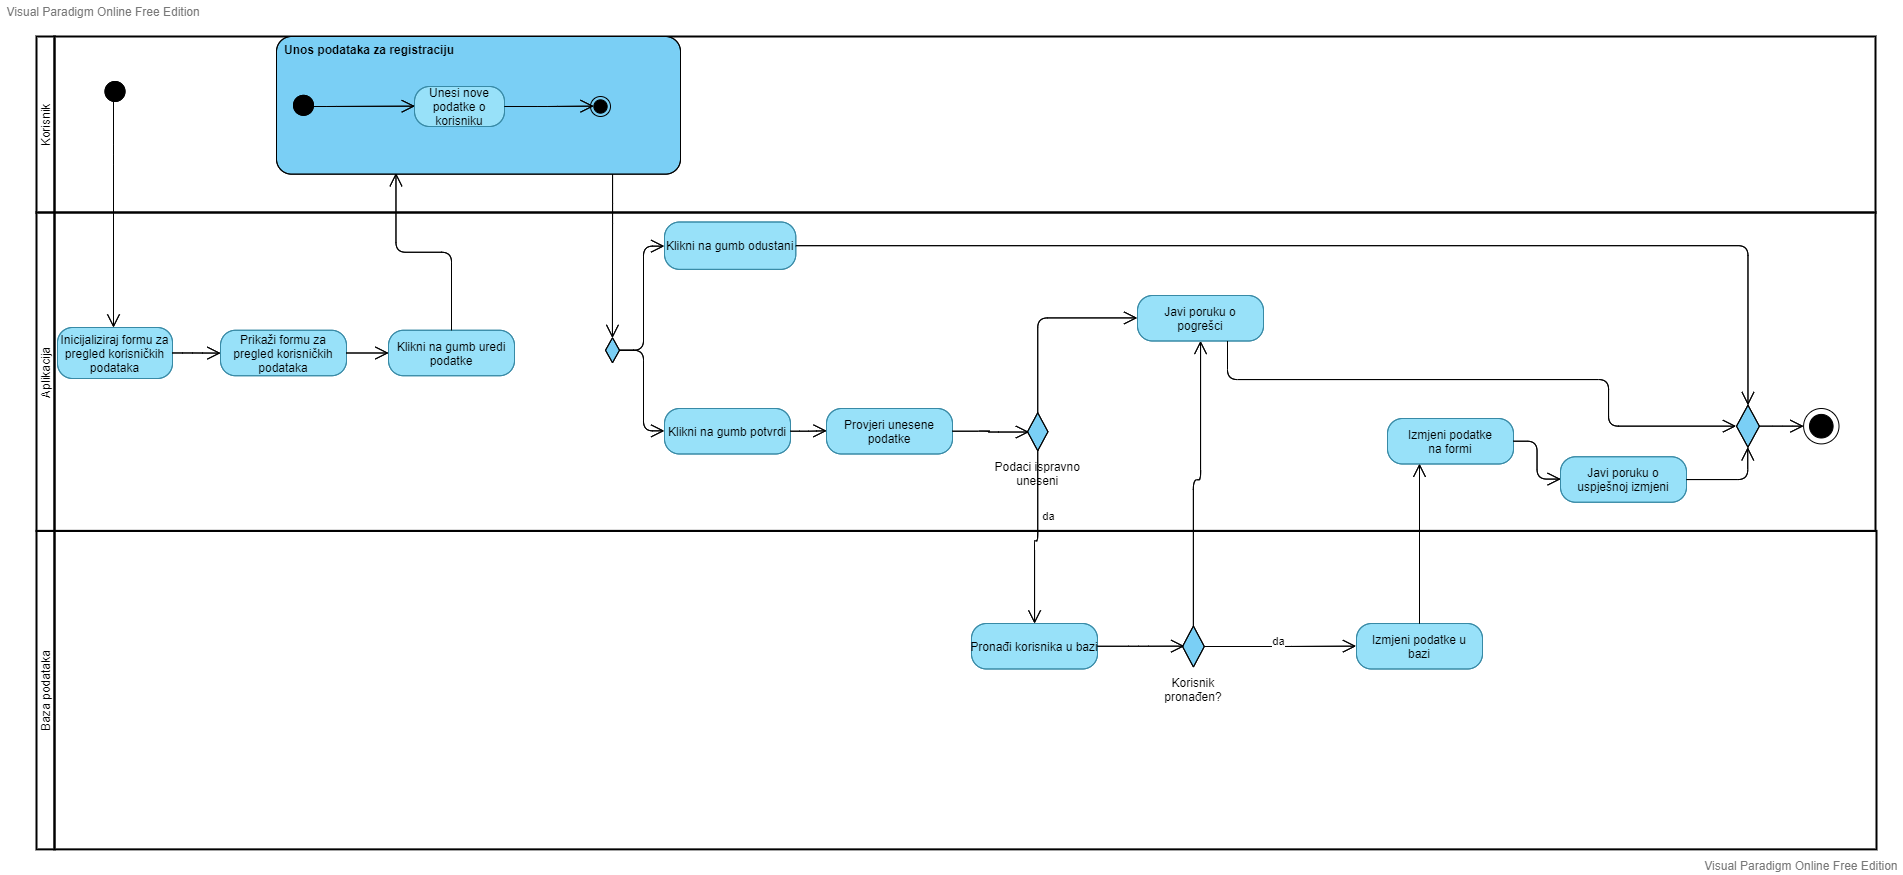 Visual Paradigm Online Free Edition
Korisnik
Unos podataka za registraciju
Unesi nove
podatke o
korisniku
Aplikacija
Inicijaliziraj formu za
pregled korisničkih
podataka
Prikaži formu za
pregled korisničkih
podataka
Klikni na gumb uredi
podatke
Klikni na gumb odustani
Klikni na gumb potvrdi
Provjeri unesene
podatke
Podaci ispravno
uneseni
da
Javi poruku o
pogrešci
Izmjeni podatke
na formi
Javi poruku o
uspješnoj izmjeni
Baza podataka
Pronađi korisnika u bazi
Korisnik
pronađen?
da
Izmjeni podatke u
bazi
Visual Paradigm Online Free Edition